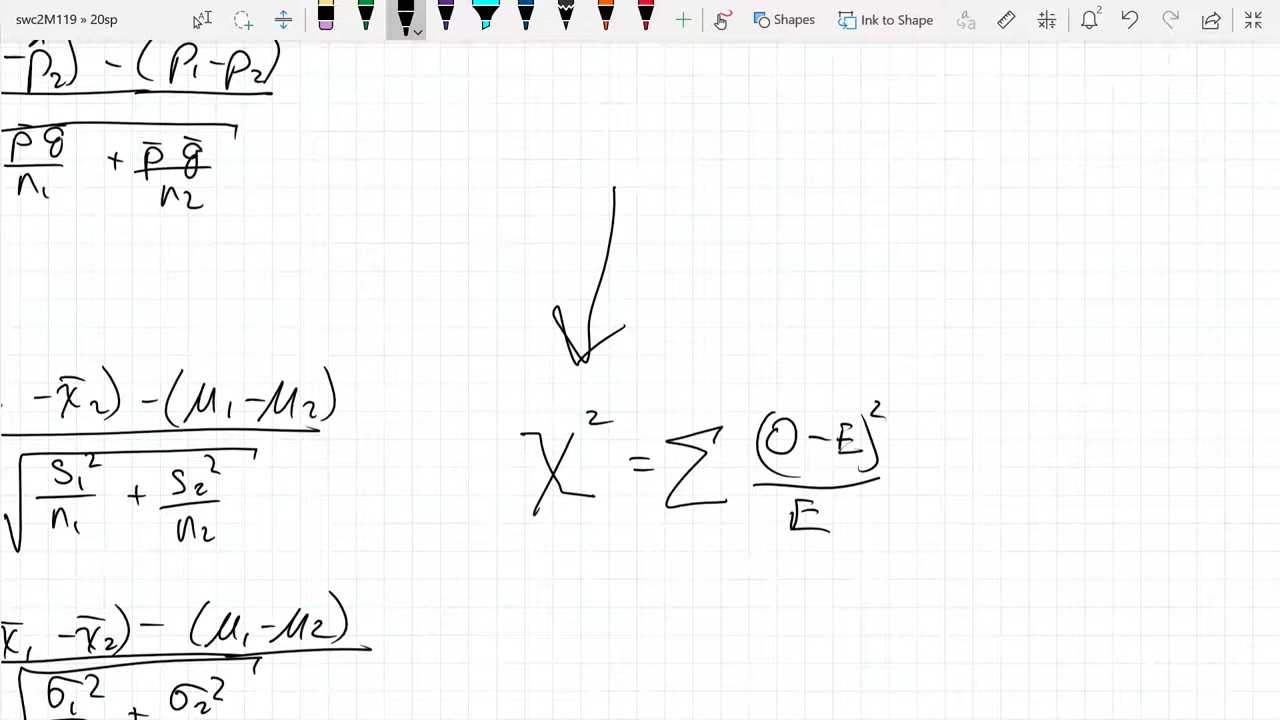 swc2M119 » 20sp
Shapes
Ink to Shape
-p̂₂) - (p₁-p₂)
p̄ q̄ + p̄ q̄
n₁ n₂
-x̄₂) - (μ₁-μ₂)
√ S₁² + S₂²
n₁ n₂
χ² = Σ (O-E)²
E
x̄₁ -x̄₂) - (μ₁-μ₂)
√ σ₁² + σ₂²